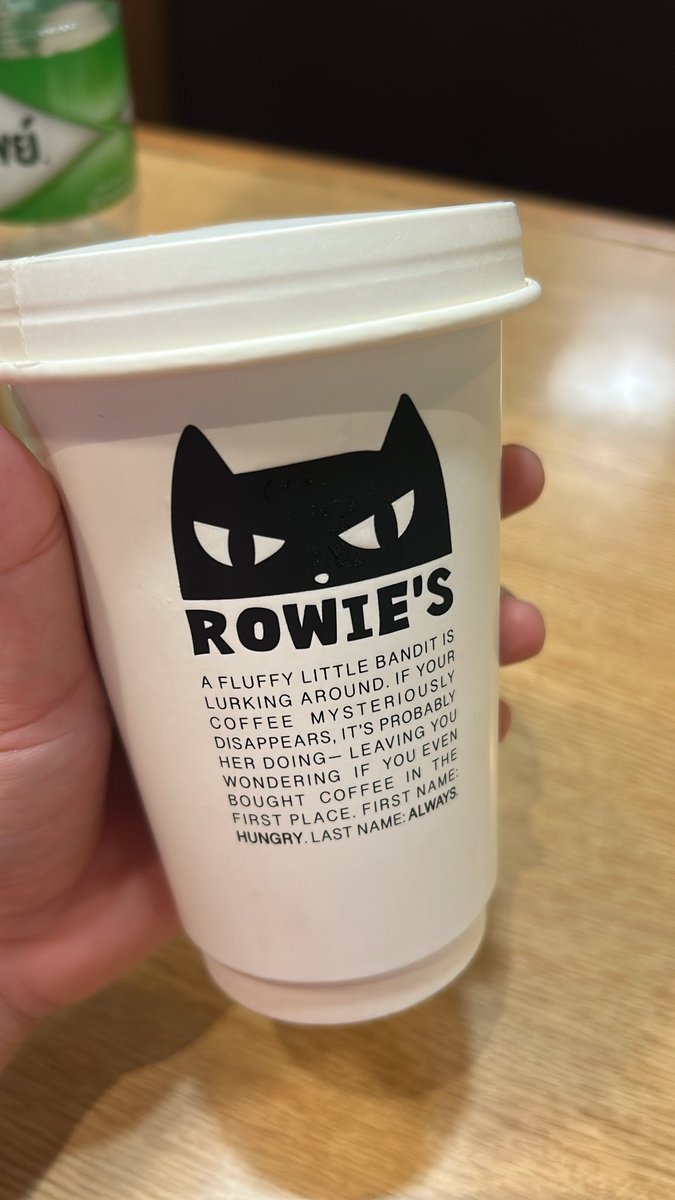 ROWIE'S
A FLUFFY LITTLE BANDIT IS
LURKING AROUND. IF YOUR
COFFEE MYSTERIOUSLY
DISAPPEARS, IT'S PROBABLY
HER DOING— LEAVING YOU
WONDERING IF YOU EVEN
BOUGHT COFFEE IN THE
FIRST PLACE. FIRST NAME:
HUNGRY. LAST NAME: ALWAYS.